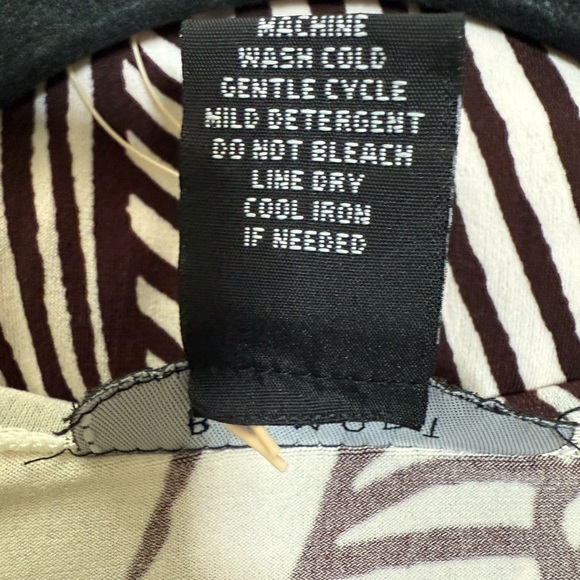 MACHINE
WASH COLD
GENTLE CYCLE
MILD DETERGENT
DO NOT BLEACH
LINE DRY
COOL IRON
IF NEEDED